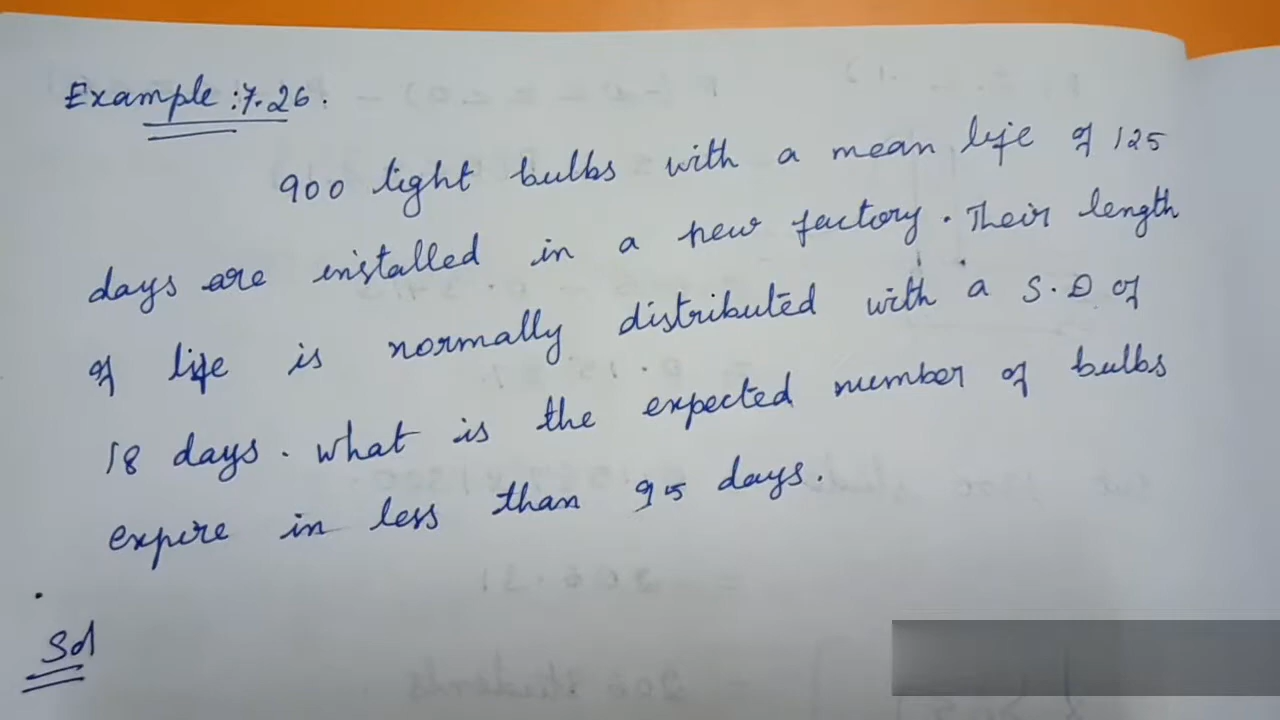 Example: 7.26.
900 light bulbs with a mean life of 125
days are installed in a new factory. Their length
of life is normally distributed with a S.D of
18 days. What is the expected number of bulbs
expire in less than 95 days.
Sol